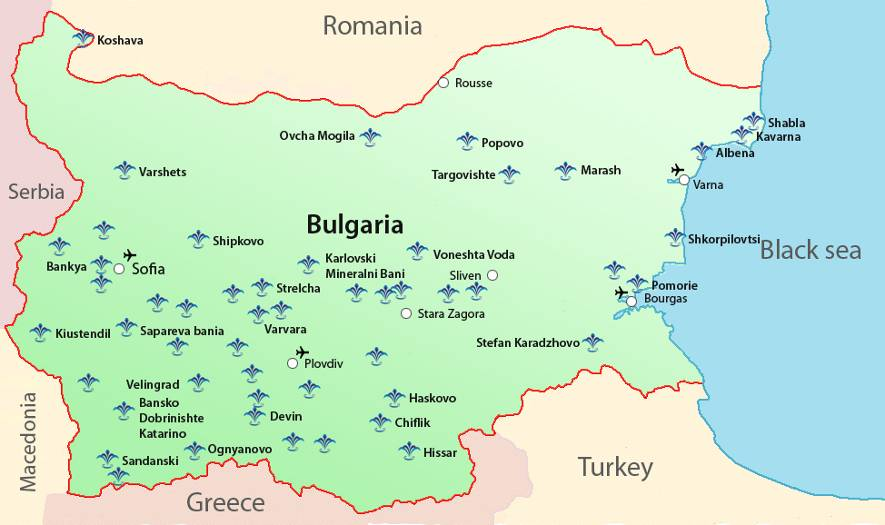 Romania
Koshava
Rousse
Shabla
Kavarna
Ovcha Mogila
Popovo
Albena
Varshets
Targovishte
Marash
Serbia
Varna
Bulgaria
Shipkovo
Shkorpilovtsi
Black sea
Voneshta Voda
Bankya
Sofia
Karlovski
Mineralni Bani
Sliven
Strelcha
Pomorie
Bourgas
Stara Zagora
Kiustendil
Sapareva bania
Varvara
Stefan Karadzhovo
Plovdiv
Velingrad
Bansko
Dobrinishte
Katarino
Haskovo
Devin
Chiflik
Macedonia
Sandanski
Ognyanovo
Hissar
Turkey
Greece